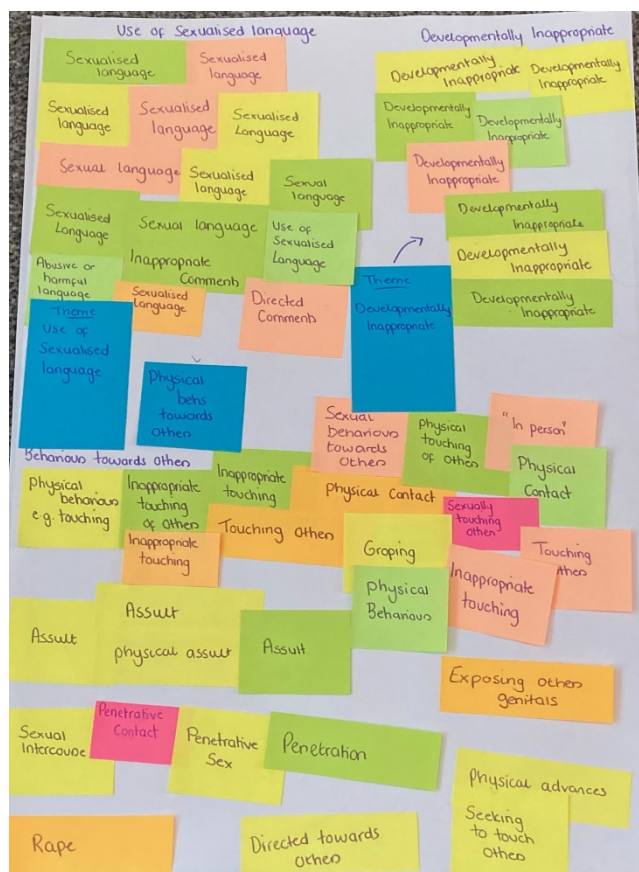 Use of Sexualised language
Sexualised
language
Sexualised
language
Sexualised
language
Sexualised
language
Sexualised
Language
Sexual language
Sexualised
language
Sexual
language
Sexualised
Language
Sexual language
Inappropriate
Comments
Use of
Sexualised
Language
Abusive or
harmful
language
Sexualised
Language
Directed
Comments
Theme
Use of
Sexualised
language
Developmentally Inappropriate
Developmentally
Inappropriate
Developmentally
Inappropriate
Developmentally
Inappropriate
Developmentally
Inappropriate
Developmentally
Inappropriate
Developmentally
Inappropriate
Developmentally
Inappropriate
Developmentally
Inappropriate
Theme
Developmentally
Inappropriate
Physical
behs
towards
others
Behaviours towards others
Sexual
behaviours
towards
others
Physical
touching
of others
"In person"
Physical
Contact
Physical
behaviours
e.g. touching
Inappropriate
touching
of others
Inappropriate
touching
Physical Contact
Sexually
touching
others
Inappropriate
touching
Touching others
Groping
Touching
others
Inappropriate
touching
Physical
Behaviours
Assult
Assult
physical assult
Assult
Exposing others
genitals
Sexual
Intercourse
Penetrative
Contact
Penetrative
Sex
Penetration
Physical advances
Seeking
to touch
others
Rape
Directed towards
others